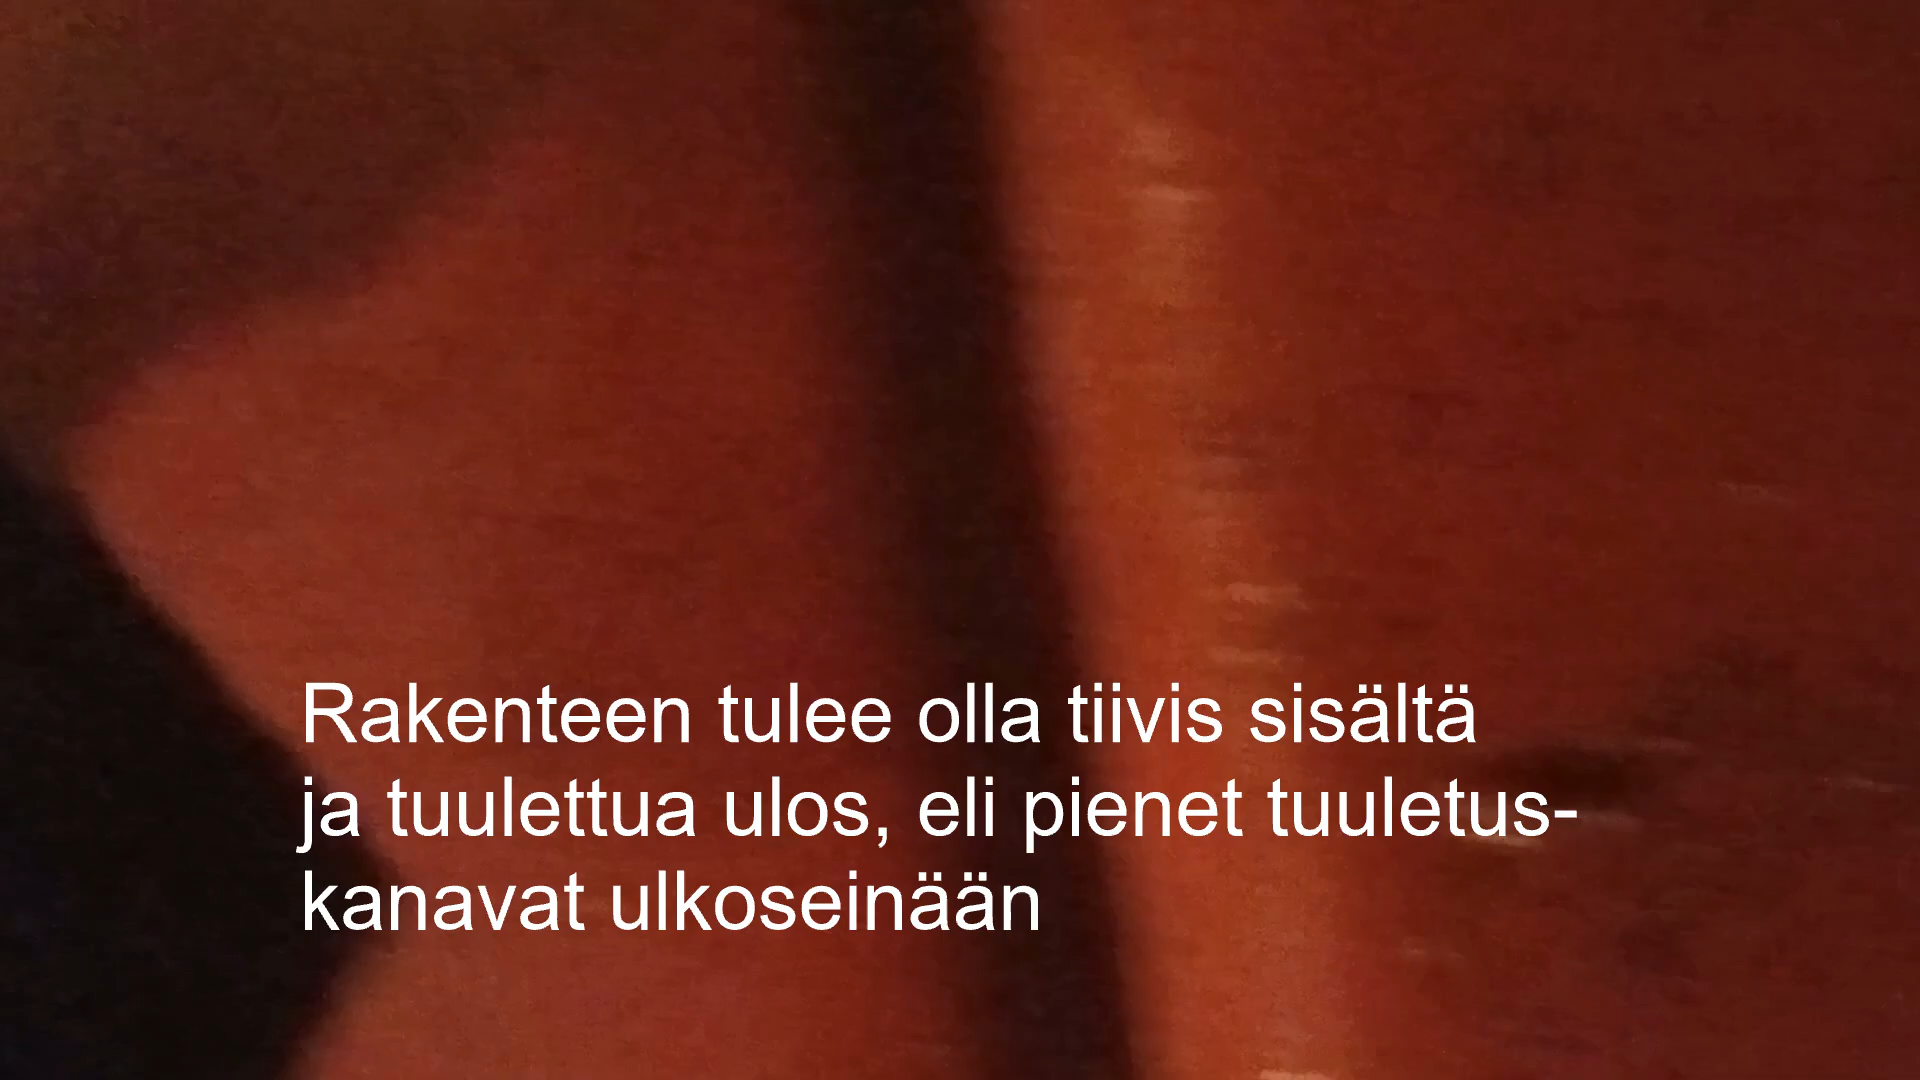 Rakenteen tulee olla tiivis sisältä
ja tuulettua ulos, eli pienet tuuletus-
kanavat ulkoseinään